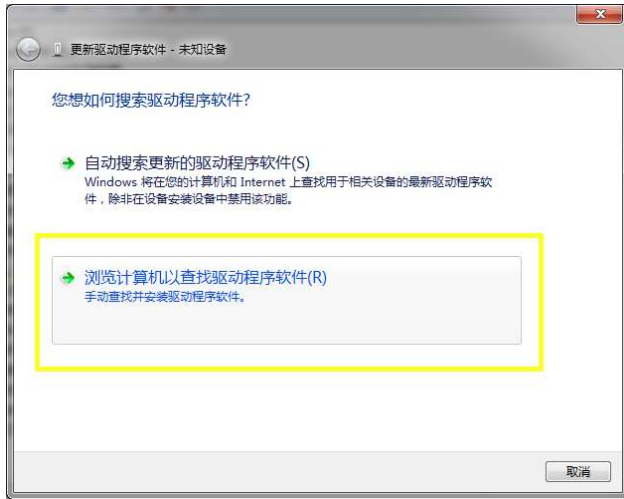 更新驱动程序软件 - 未知设备
您想如何搜索驱动程序软件?
自动搜索更新的驱动程序软件(S)
Windows 将在您的计算机和 Internet 上查找用于相关设备的最新驱动程序软
件，除非在设备安装设备中禁用该功能。
浏览计算机以查找驱动程序软件(R)
手动查找并安装驱动程序软件。
取消